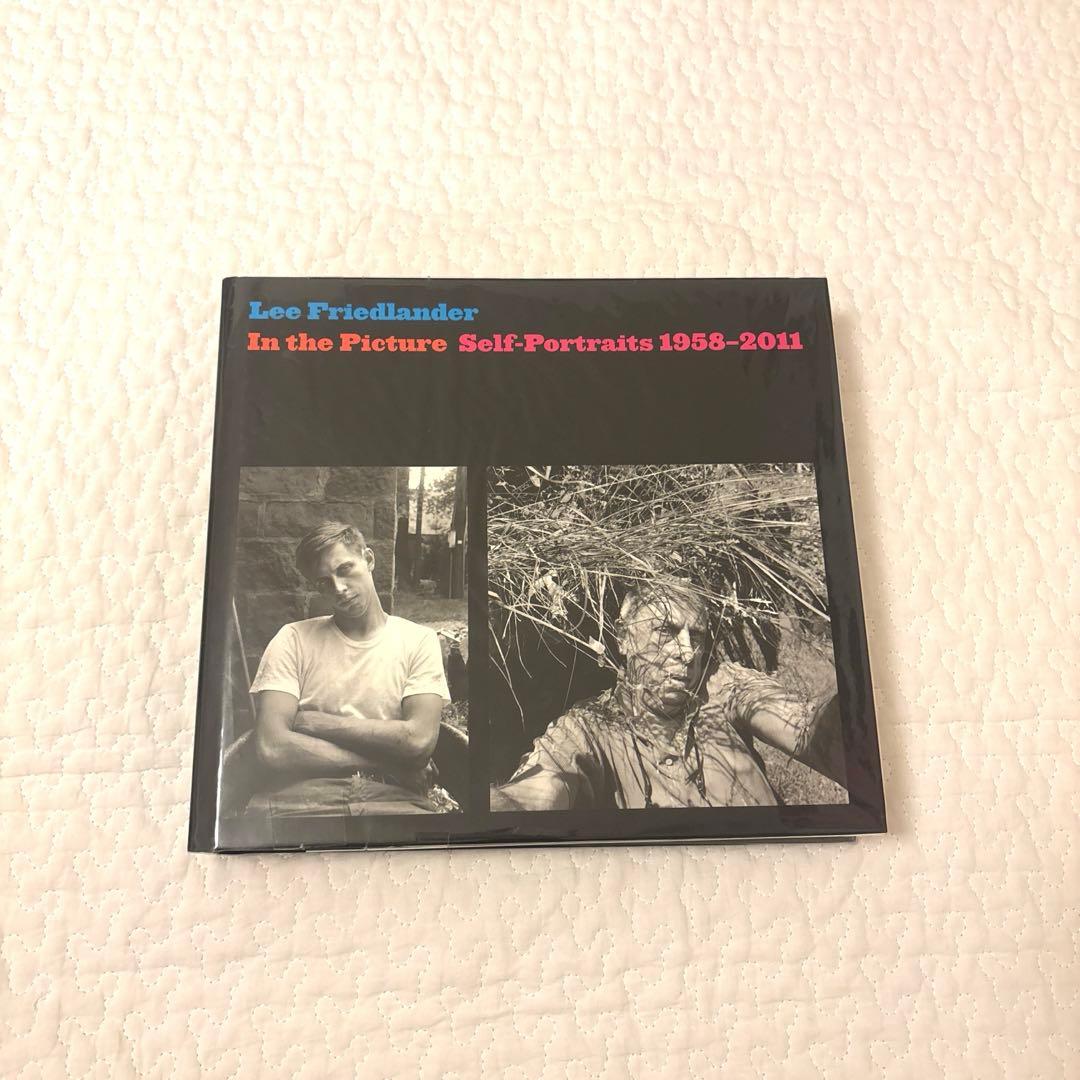 Lee Friedlander
In the Picture Self-Portraits 1958–2011